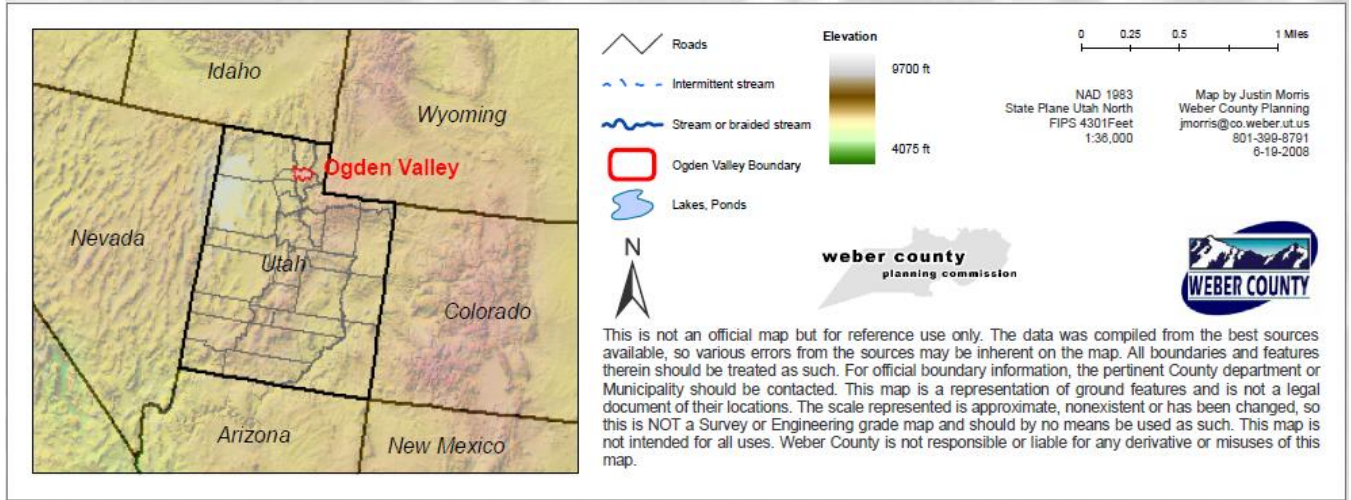 Idaho
Wyoming
Ogden Valley
Nevada
Utah
Colorado
Arizona
New Mexico
Roads
Intermittent stream
Stream or braided stream
Ogden Valley Boundary
Lakes, Ponds
N
Elevation
9700 ft
4075 ft
0 0.25 0.5 1 Miles
NAD 1983
State Plane Utah North
FIPS 4301Feet
1:36,000
Map by Justin Morris
Weber County Planning
jmorris@co.weber.ut.us
801-399-8791
6-19-2008
weber county
planning commission
WEBER COUNTY
This is not an official map but for reference use only. The data was compiled from the best sources
available, so various errors from the sources may be inherent on the map. All boundaries and features
therein should be treated as such. For official boundary information, the pertinent County department or
Municipality should be contacted. This map is a representation of ground features and is not a legal
document of their locations. The scale represented is approximate, nonexistent or has been changed, so
this is NOT a Survey or Engineering grade map and should by no means be used as such. This map is
not intended for all uses. Weber County is not responsible or liable for any derivative or misuses of this
map.